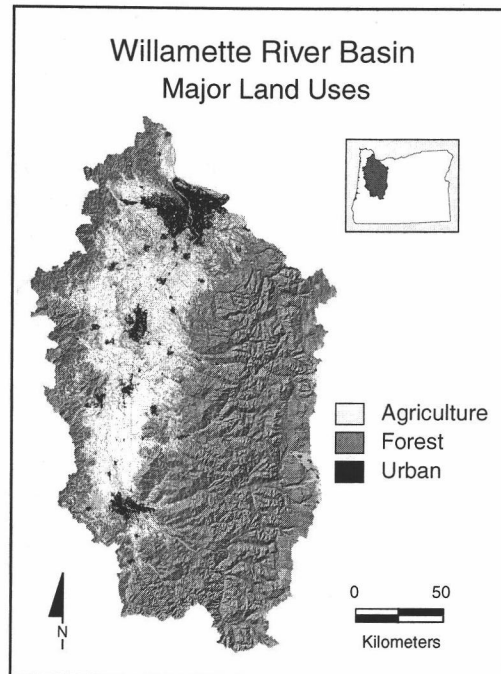 Willamette River Basin
Major Land Uses
Agriculture
Forest
Urban
N
0 50
Kilometers